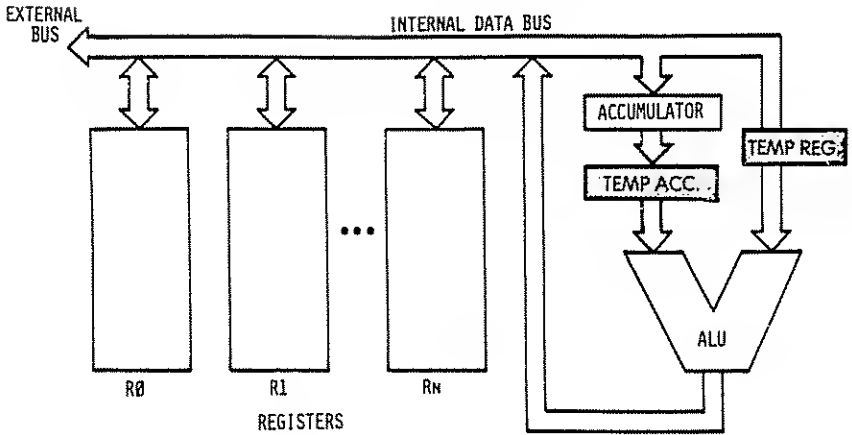 EXTERNAL
BUS
INTERNAL DATA BUS
ACCUMULATOR
TEMP REG.
TEMP ACC.
ALU
RØ
R1
RN
REGISTERS